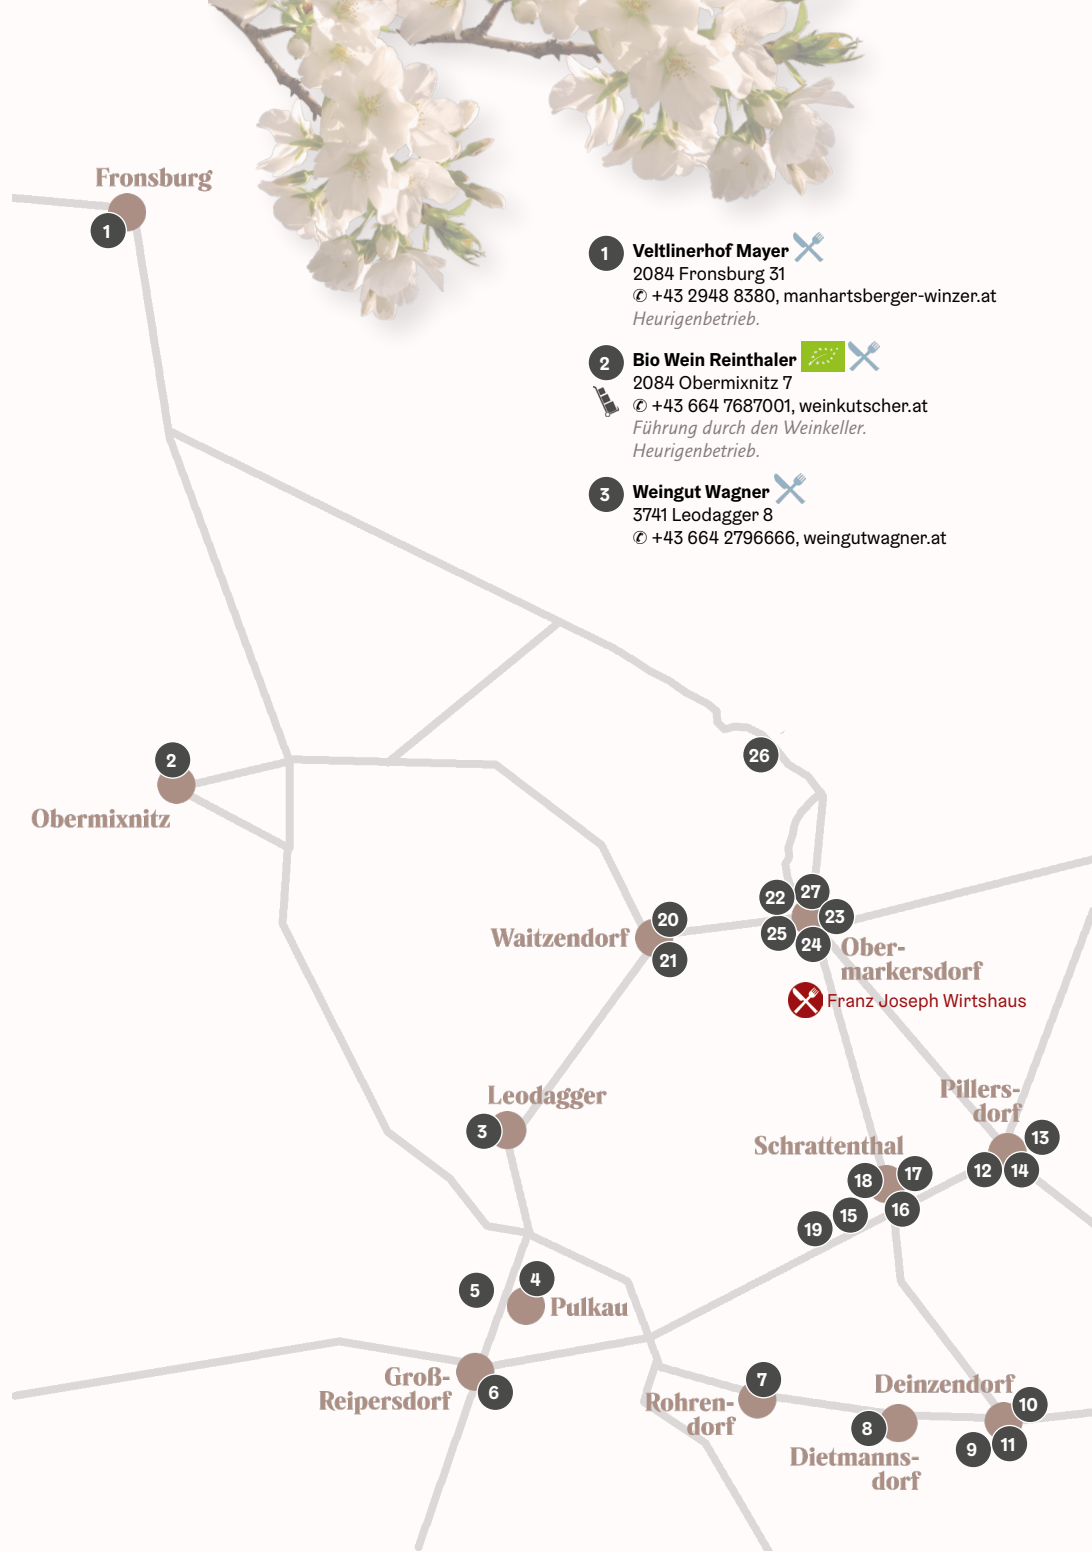 Fronsburg
1
1
Veltlinerhof Mayer
2084 Fronsburg 31
✆ +43 2948 8380, manhartsberger-winzer.at
Heurigenbetrieb.
2
Bio Wein Reinthaler
2084 Obermixnitz 7
✆ +43 664 7687001, weinkutscher.at
Führung durch den Weinkeller.
Heurigenbetrieb.
3
Weingut Wagner
3741 Leodagger 8
✆ +43 664 2796666, weingutwagner.at
26
2
Obermixnitz
22
27
23
25
24
20
21
Waitzendorf
Ober-
markersdorf
Franz Joseph Wirtshaus
Leodagger
3
Pillers-
dorf
13
12
14
Schrattenthal
18
17
15
16
19
4
5
Pulkau
Groß-
Reipersdorf
6
7
Rohren-
dorf
8
Dietmanns-
dorf
Deinzendorf
10
9
11